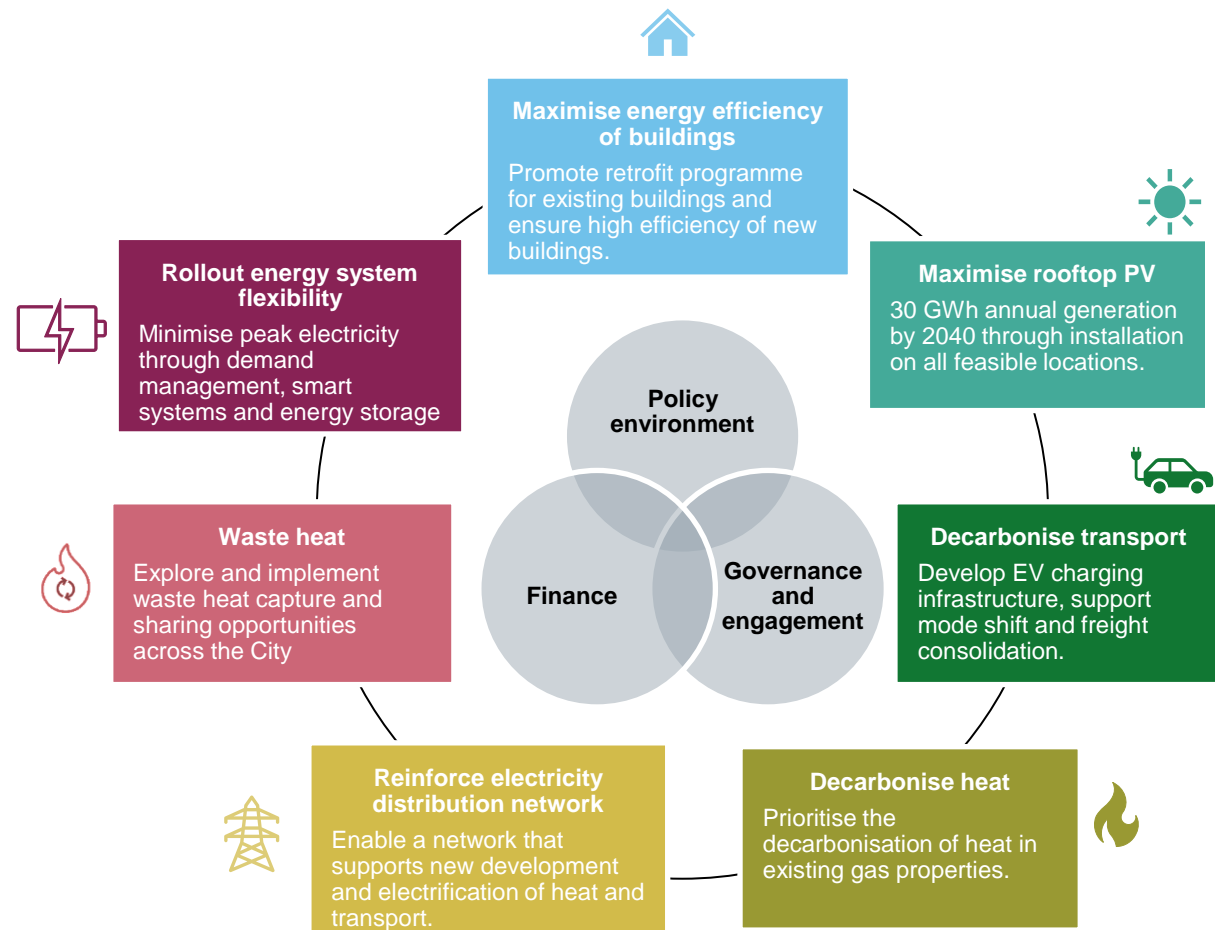 Maximise energy efficiency
of buildings
Promote retrofit programme
for existing buildings and
ensure high efficiency of new
buildings.
Maximise rooftop PV
30 GWh annual generation
by 2040 through installation
on all feasible locations.
Decarbonise transport
Develop EV charging
infrastructure, support
mode shift and freight
consolidation.
Decarbonise heat
Prioritise the
decarbonisation of heat in
existing gas properties.
Reinforce electricity
distribution network
Enable a network that
supports new development
and electrification of heat and
transport.
Waste heat
Explore and implement
waste heat capture and
sharing opportunities
across the City
Rollout energy system
flexibility
Minimise peak electricity
through demand
management, smart
systems and energy storage
Policy
environment
Finance
Governance
and
engagement